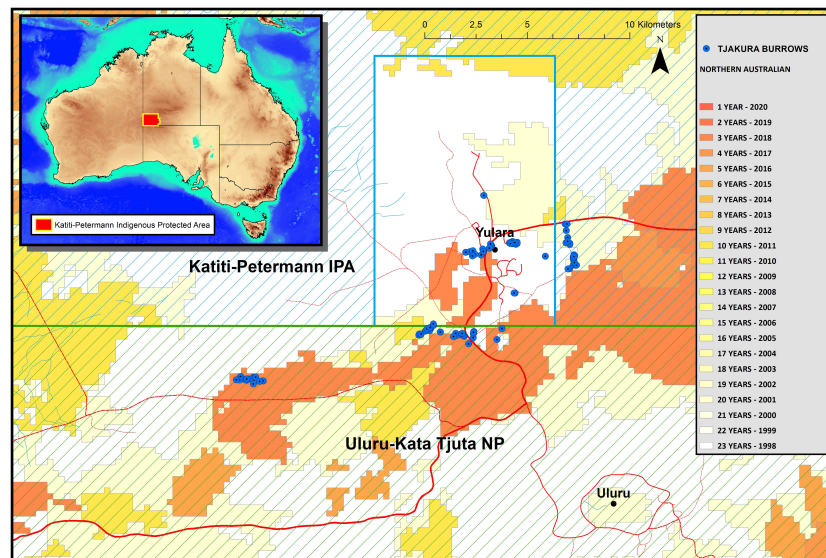 Katiti-Petermann Indigenous Protected Area
0 2.5 5 10 Kilometers
N
TJAKURA BURROWS
NORTHERN AUSTRALIAN
1 YEAR - 2020
2 YEARS - 2019
3 YEARS - 2018
4 YEARS - 2017
5 YEARS - 2016
6 YEARS - 2015
7 YEARS - 2014
8 YEARS - 2013
9 YEARS - 2012
10 YEARS - 2011
11 YEARS - 2010
12 YEARS - 2009
13 YEARS - 2008
14 YEARS - 2007
15 YEARS - 2006
16 YEARS - 2005
17 YEARS - 2004
18 YEARS - 2003
19 YEARS - 2002
20 YEARS - 2001
21 YEARS - 2000
22 YEARS - 1999
23 YEARS - 1998
Yulara
Katiti-Petermann IPA
Uluru-Kata Tjuta NP
Uluru